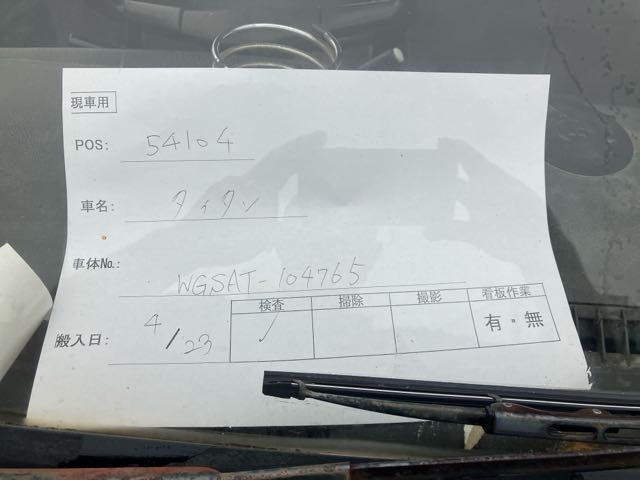 現車用
POS: 54104
車名: タイタン
車体No.: WGSAT-104765
検査 掃除 撮影 看板作業
搬入日: 4/23 ✓ 有・無